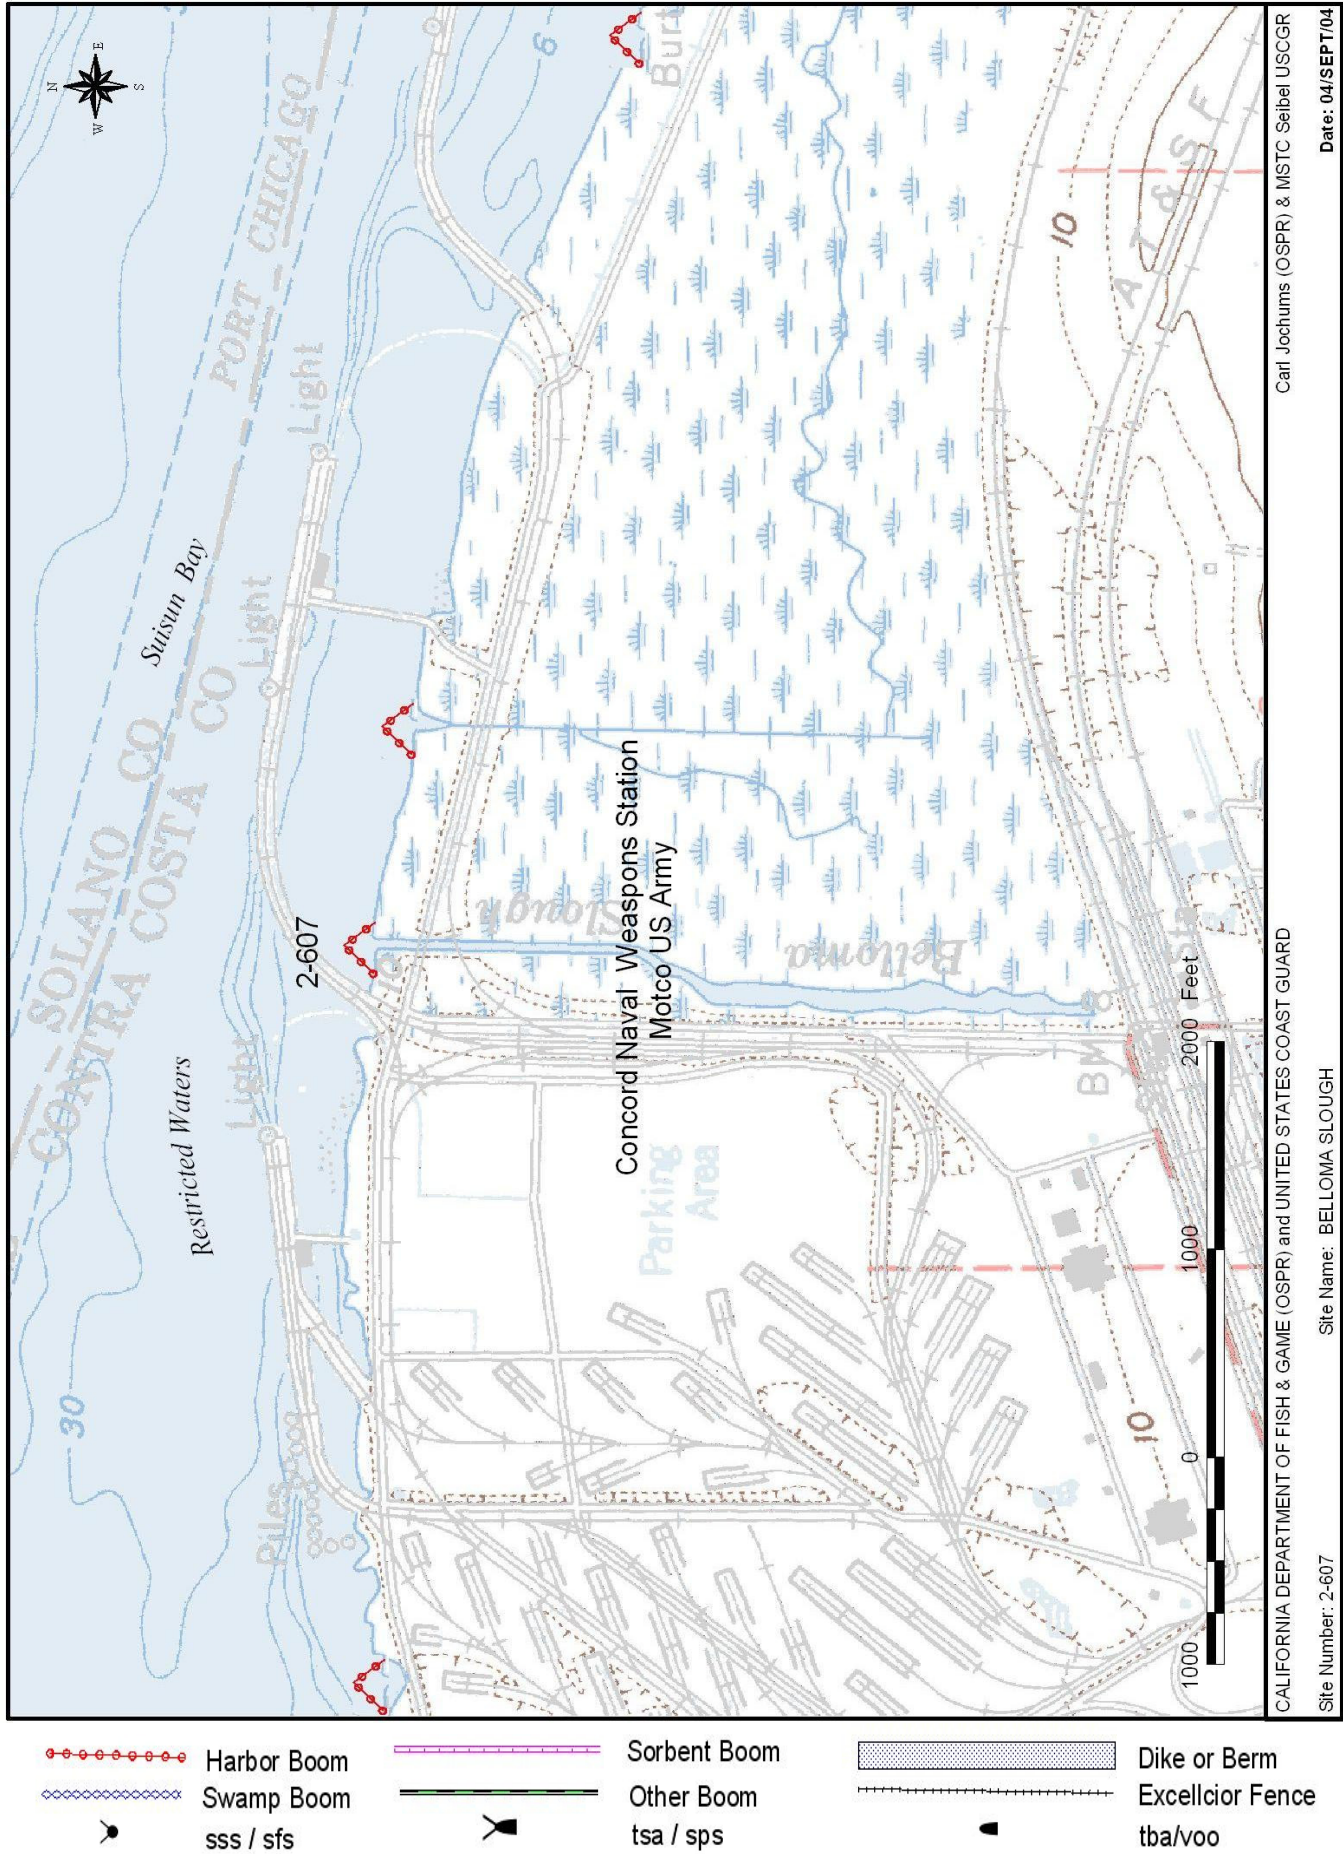 N
E
S
W
SOLANO CO
CONTRA COSTA CO
PORT CHICAGO
Suisun Bay
Restricted Waters
30
6
Light
Light
Light
Piles
2-607
Burt
Slough
Belloma
Concord Naval Weaspons Station
Motco US Army
Parking
Area
BM
10
10
A T & S F
1000
0
1000
2000 Feet
CALIFORNIA DEPARTMENT OF FISH & GAME (OSPR) and UNITED STATES COAST GUARD
Carl Jochums (OSPR) & MSTC Seibel USCGR
Site Number: 2-607
Site Name: BELLOMA SLOUGH
Date: 04/SEPT/04
Harbor Boom
Sorbent Boom
Dike or Berm
Swamp Boom
Other Boom
Excellcior Fence
sss / sfs
tsa / sps
tba/voo